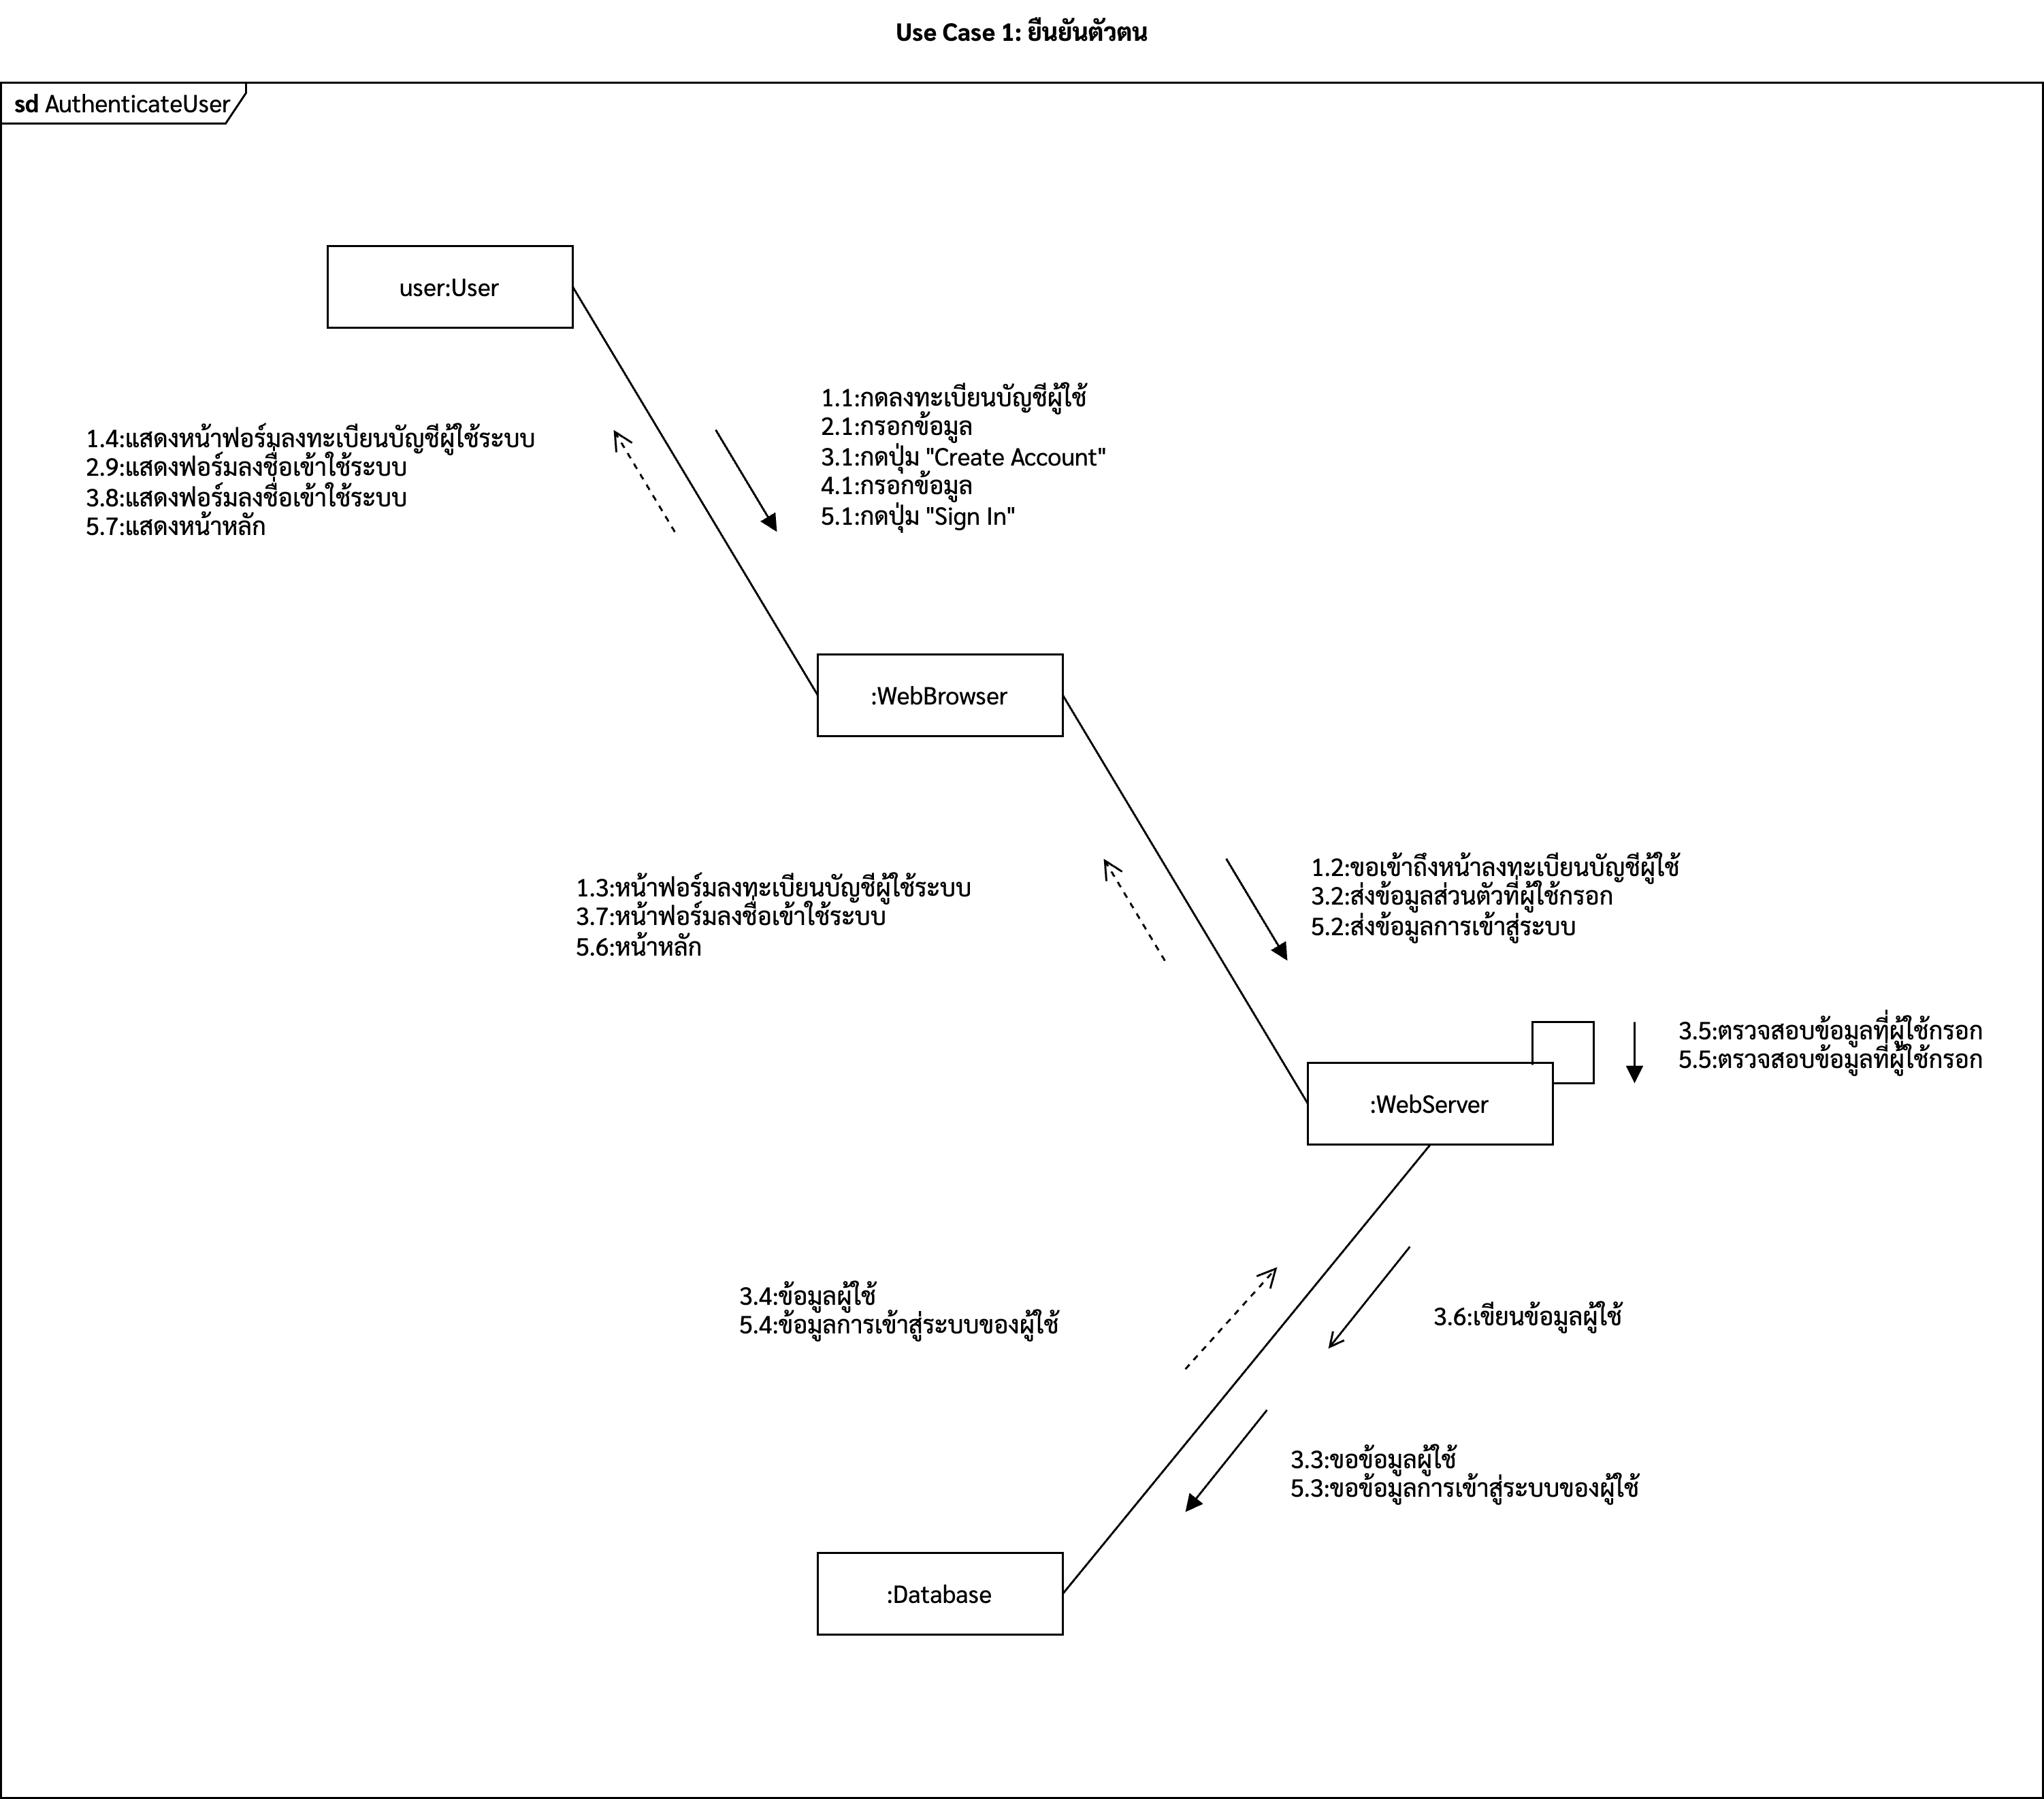 Use Case 1: ยืนยันตัวตน
sd AuthenticateUser
user:User
1.1:กดลงทะเบียนบัญชีผู้ใช้
2.1:กรอกข้อมูล
3.1:กดปุ่ม "Create Account"
4.1:กรอกข้อมูล
5.1:กดปุ่ม "Sign In"
1.4:แสดงหน้าฟอร์มลงทะเบียนบัญชีผู้ใช้ระบบ
2.9:แสดงฟอร์มลงชื่อเข้าใช้ระบบ
3.8:แสดงฟอร์มลงชื่อเข้าใช้ระบบ
5.7:แสดงหน้าหลัก
:WebBrowser
1.2:ขอเข้าถึงหน้าลงทะเบียนบัญชีผู้ใช้
3.2:ส่งข้อมูลส่วนตัวที่ผู้ใช้กรอก
5.2:ส่งข้อมูลการเข้าสู่ระบบ
1.3:หน้าฟอร์มลงทะเบียนบัญชีผู้ใช้ระบบ
3.7:หน้าฟอร์มลงชื่อเข้าใช้ระบบ
5.6:หน้าหลัก
3.5:ตรวจสอบข้อมูลที่ผู้ใช้กรอก
5.5:ตรวจสอบข้อมูลที่ผู้ใช้กรอก
:WebServer
3.4:ข้อมูลผู้ใช้
5.4:ข้อมูลการเข้าสู่ระบบของผู้ใช้
3.6:เขียนข้อมูลผู้ใช้
3.3:ขอข้อมูลผู้ใช้
5.3:ขอข้อมูลการเข้าสู่ระบบของผู้ใช้
:Database